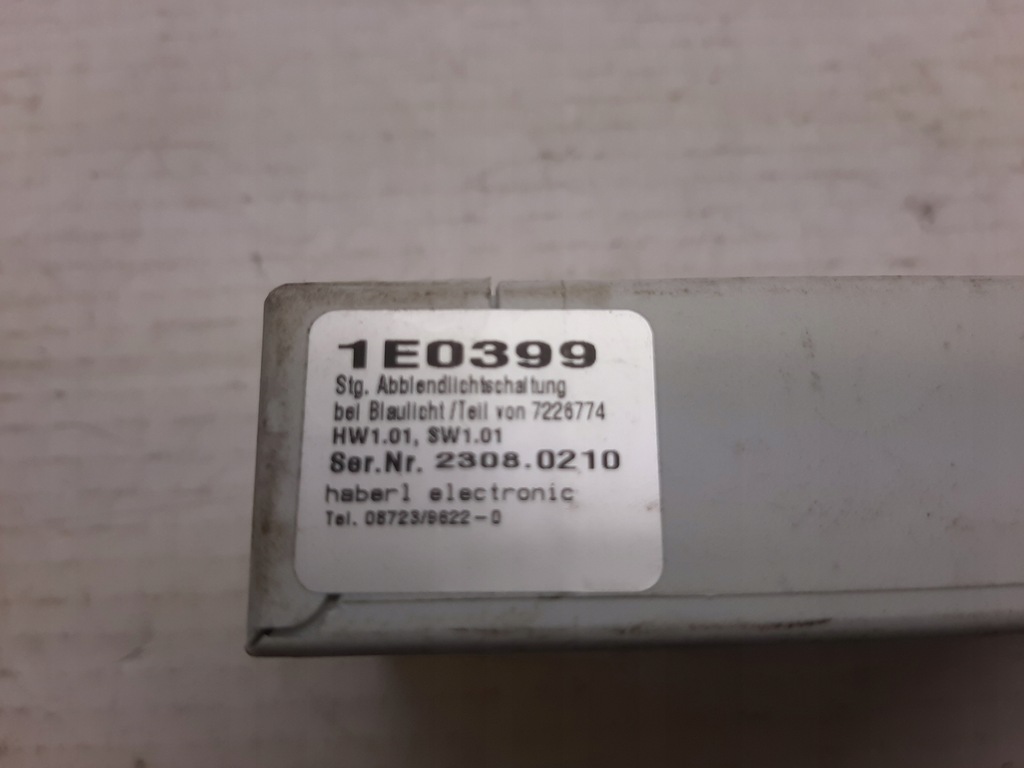 1E0399
Stg. Abblendlichtschaltung
bei Blaulicht/Teil von 7226774
HW1.01, SW1.01
Ser.Nr. 2308.0210
haberl electronic
Tel. 08723/9622-0